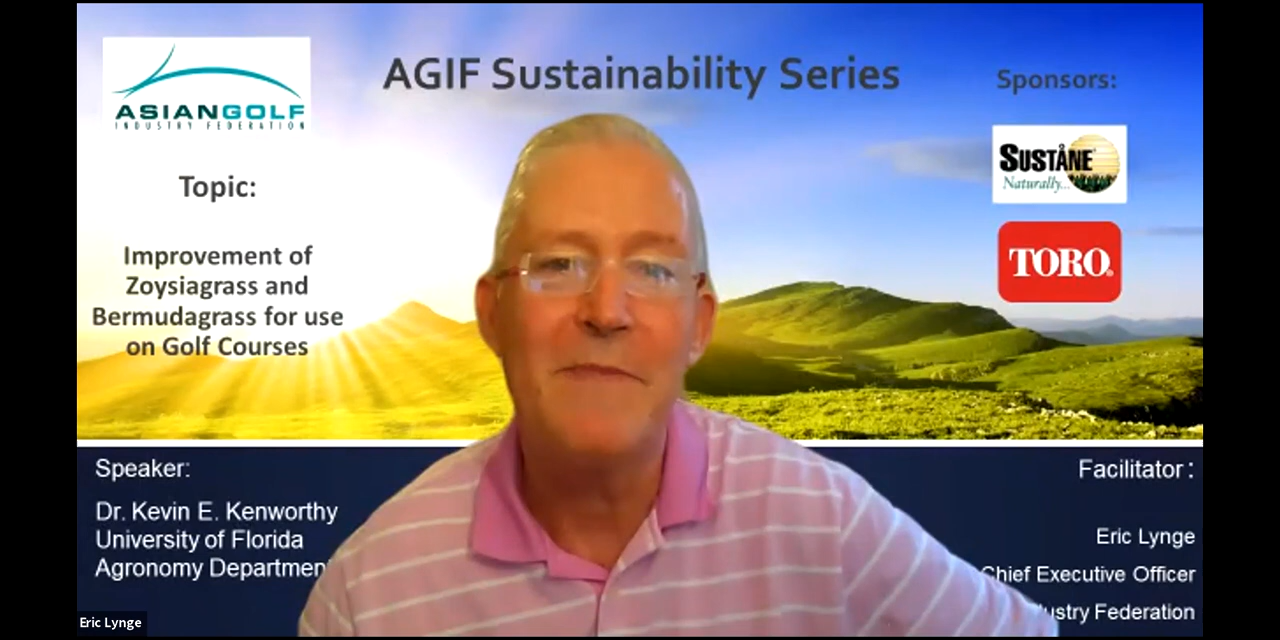 ASIANGOLF
INDUSTRY FEDERATION
AGIF Sustainability Series
Sponsors:
SUSTÅNE
Naturally...
TORO.
Topic:
Improvement of
Zoysiagrass and
Bermudagrass for use
on Golf Courses
Speaker:
Dr. Kevin E. Kenworthy
University of Florida
Agronomy Departmen
Facilitator :
Eric Lynge
Chief Executive Officer
ustry Federation
Eric Lynge